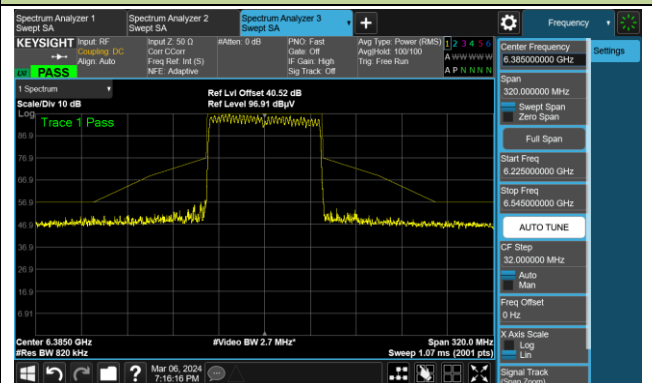 Spectrum Analyzer 1
Swept SA
Spectrum Analyzer 2
Swept SA
Spectrum Analyzer 3
Swept SA
Frequency
KEYSIGHT
Input: RF
Coupling: DC
Align: Auto
Input Z: 50 Ω
Corr CCorr
Freq Ref: Int (S)
NFE: Adaptive
#Atten: 0 dB
PNO: Fast
Gate: Off
IF Gain: High
Sig Track: Off
Avg Type: Power (RMS)
Avg|Hold: 100/100
Trig: Free Run
1 2 3 4 5 6
A W W W W W
A P N N N N
PASS
1 Spectrum
Scale/Div 10 dB
Ref Lvl Offset 40.52 dB
Ref Level 96.91 dBµV
Log
Trace 1 Pass
86.9
76.9
66.9
56.9
46.9
36.9
26.9
16.9
6.91
Center 6.3850 GHz
#Res BW 820 kHz
#Video BW 2.7 MHz*
Span 320.0 MHz
Sweep 1.07 ms (2001 pts)
Center Frequency
6.385000000 GHz
Settings
Span
320.000000 MHz
Swept Span
Zero Span
Full Span
Start Freq
6.225000000 GHz
Stop Freq
6.545000000 GHz
AUTO TUNE
CF Step
32.000000 MHz
Auto
Man
Freq Offset
0 Hz
X Axis Scale
Log
Lin
Signal Track
(Span Zoom)
Mar 06, 2024
7:16:16 PM